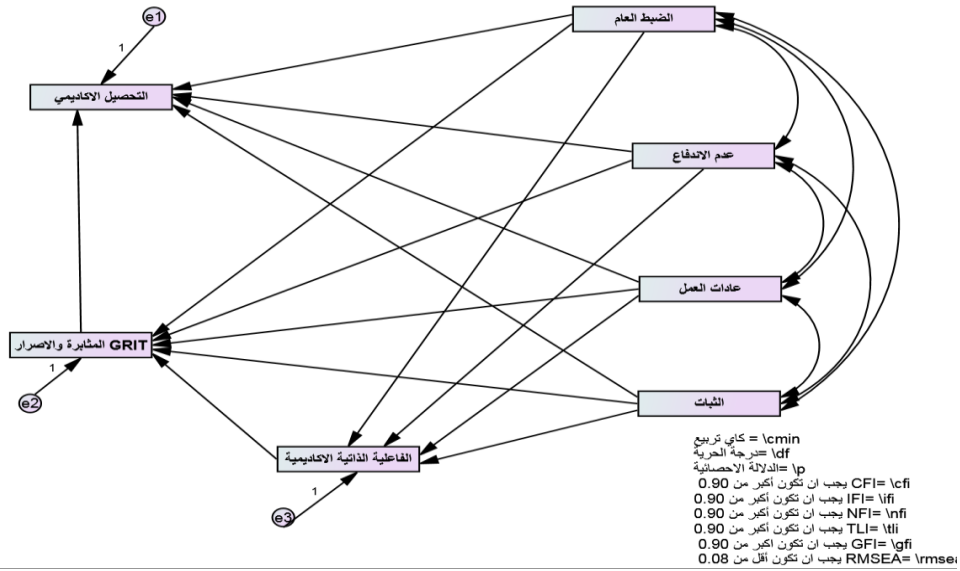 e1
الضبط العام
1
التحصيل الاكاديمي
عدم الاندفاع
عادات العمل
GRIT المثابرة والاصرار
1
e2
الثبات
الفاعلية الذاتية الاكاديمية
1
e3
\cmin = كاي تربيع
\df =درجة الحرية
\p =الدلالة الاحصائية
CFI= \cfi يجب ان تكون أكبر من 0.90
IFI= \ifi يجب ان تكون أكبر من 0.90
NFI= \nfi يجب ان تكون أكبر من 0.90
TLI= \tli يجب ان تكون أكبر من 0.90
GFI= \gfi يجب ان تكون اكبر من 0.90
RMSEA= \rmsea يجب ان تكون أقل من 0.08